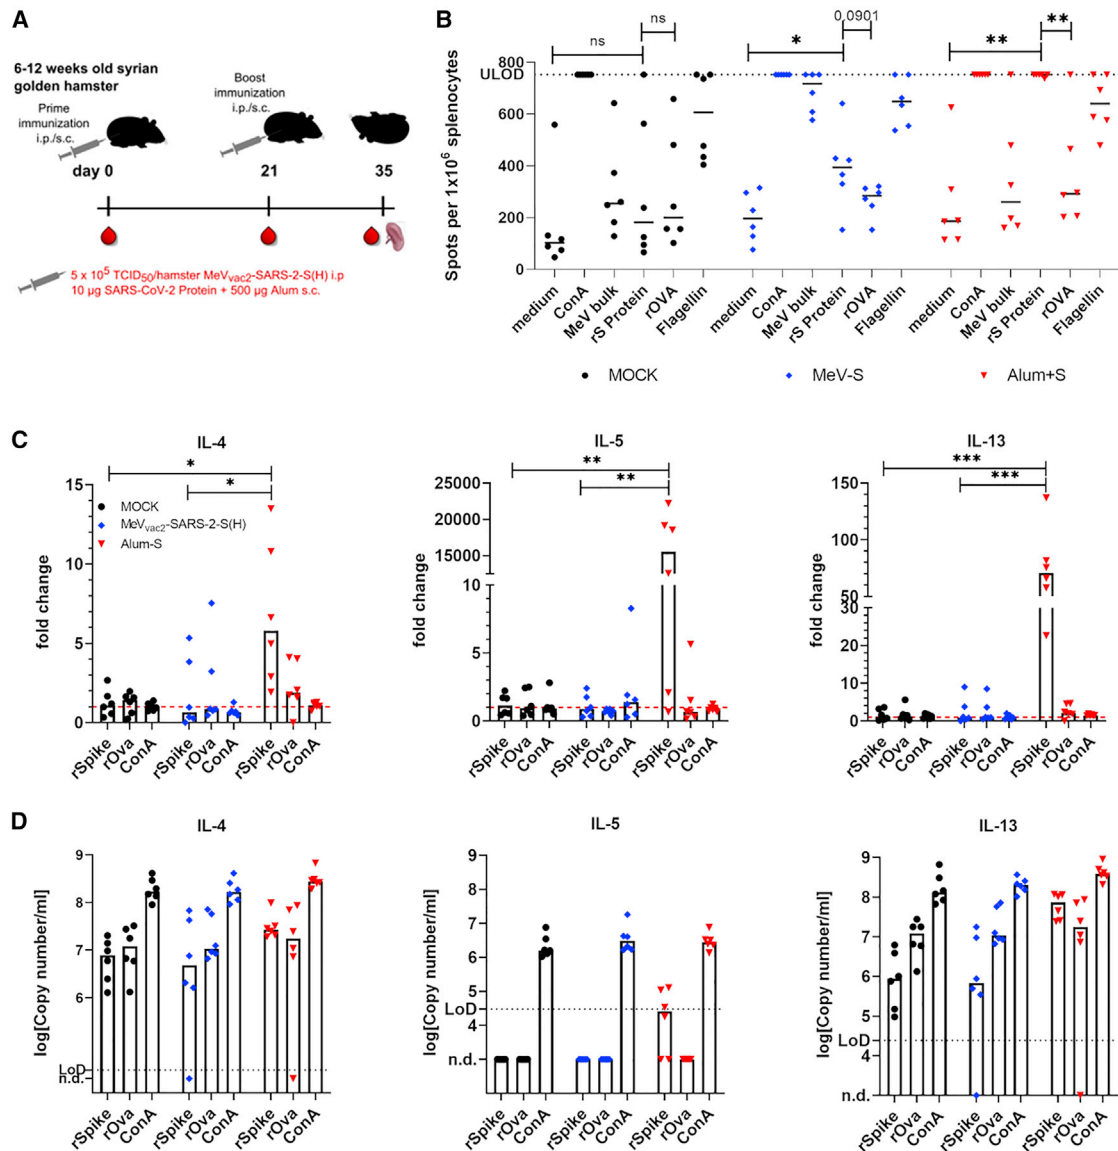 A
6-12 weeks old syrian
golden hamster
Prime
immunization
i.p./s.c.
Boost
immunization
i.p./s.c.
day 0
21
35
5 x 10⁵ TCID₅₀/hamster MeVvac2-SARS-2-S(H) i.p
10 µg SARS-CoV-2 Protein + 500 µg Alum s.c.
B
Spots per 1x10⁶ splenocytes
800
ULOD
600
400
200
0
ns
ns
*
0,0901
**
**
medium
ConA
MeV bulk
rS Protein
rOVA
Flagellin
medium
ConA
MeV bulk
rS Protein
rOVA
Flagellin
medium
ConA
MeV bulk
rS Protein
rOVA
Flagellin
MOCK
MeV-S
Alum+S
C
IL-4
fold change
15
10
5
0
*
*
MOCK
MeVvac2-SARS-2-S(H)
Alum-S
rSpike
rOva
ConA
rSpike
rOva
ConA
rSpike
rOva
ConA
IL-5
fold change
25000
20000
15000
10
5
0
**
**
rSpike
rOva
ConA
rSpike
rOva
ConA
rSpike
rOva
ConA
IL-13
fold change
150
100
50
30
20
10
0
***
***
rSpike
rOva
ConA
rSpike
rOva
ConA
rSpike
rOva
ConA
D
IL-4
log[Copy number/ml]
9
8
7
6
LoD
n.d.
rSpike
rOva
ConA
rSpike
rOva
ConA
rSpike
rOva
ConA
IL-5
log[Copy number/ml]
9
8
7
6
5
LoD
4
n.d.
rSpike
rOva
ConA
rSpike
rOva
ConA
rSpike
rOva
ConA
IL-13
log[Copy number/ml]
9
8
7
6
5
LoD
4
n.d.
rSpike
rOva
ConA
rSpike
rOva
ConA
rSpike
rOva
ConA